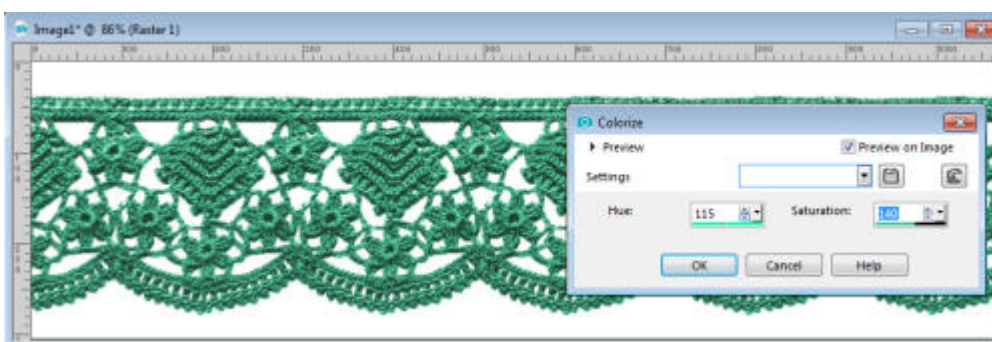 Image1* @ 86% (Raster 1)
Colorize
Preview
Preview on Image
Settings
Hue: 115 Saturation: 140
OK Cancel Help